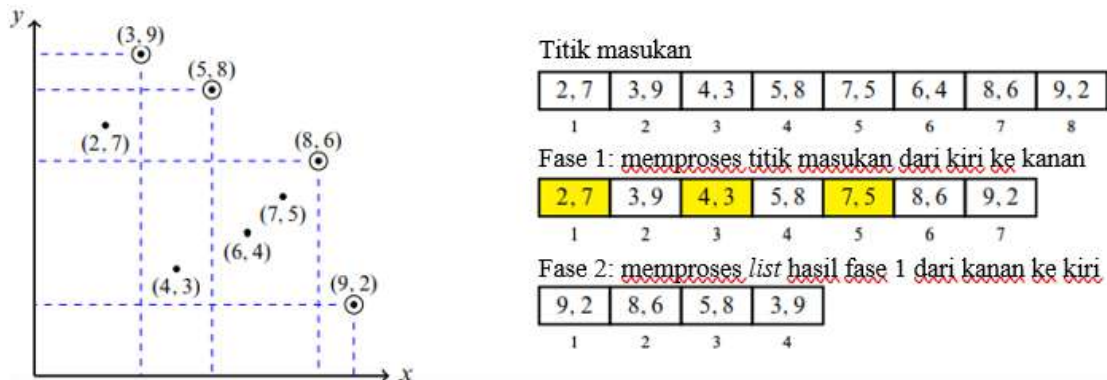 y
(3, 9)
(5, 8)
(2, 7)
(8, 6)
(7, 5)
(6, 4)
(4, 3)
(9, 2)
x
Titik masukan
2, 7 3, 9 4, 3 5, 8 7, 5 6, 4 8, 6 9, 2
1 2 3 4 5 6 7 8
Fase 1: memproses titik masukan dari kiri ke kanan
2, 7 3, 9 4, 3 5, 8 7, 5 8, 6 9, 2
1 2 3 4 5 6 7
Fase 2: memproses list hasil fase 1 dari kanan ke kiri
9, 2 8, 6 5, 8 3, 9
1 2 3 4